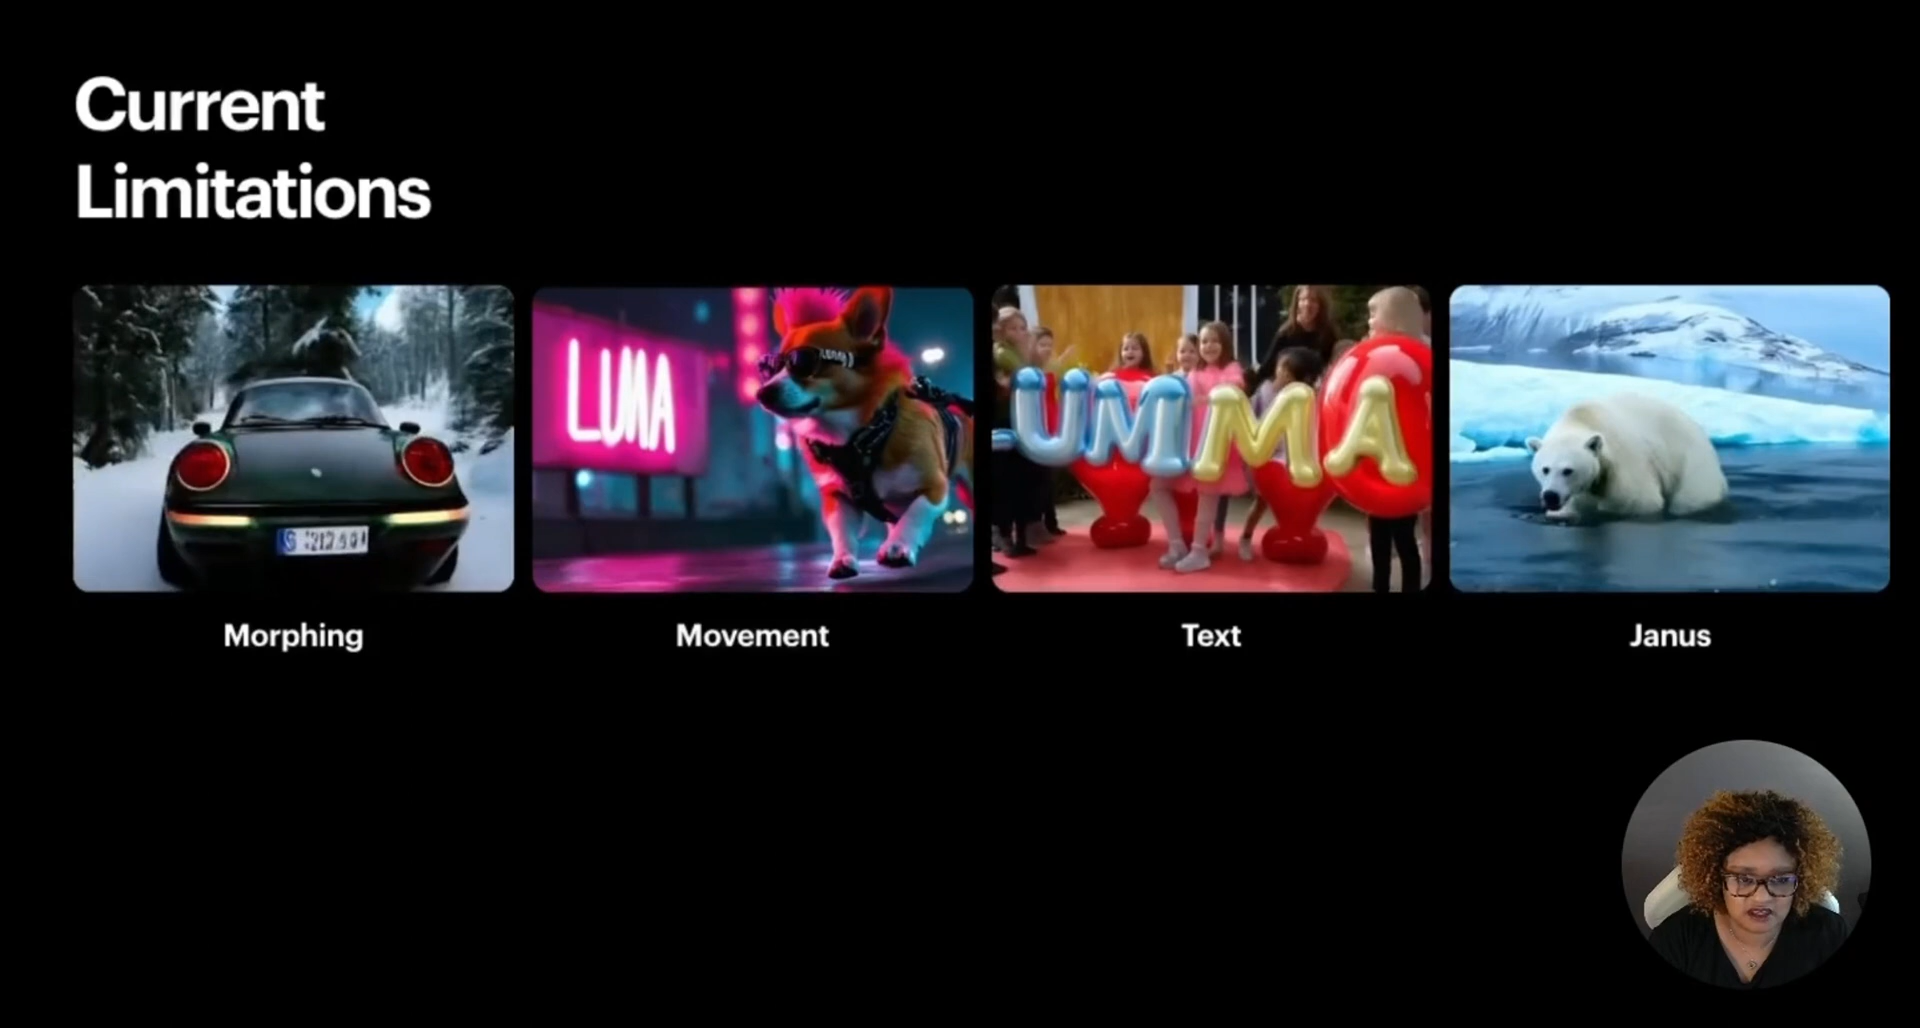 Current
Limitations
LUMA
UMMA
Morphing
Movement
Text
Janus